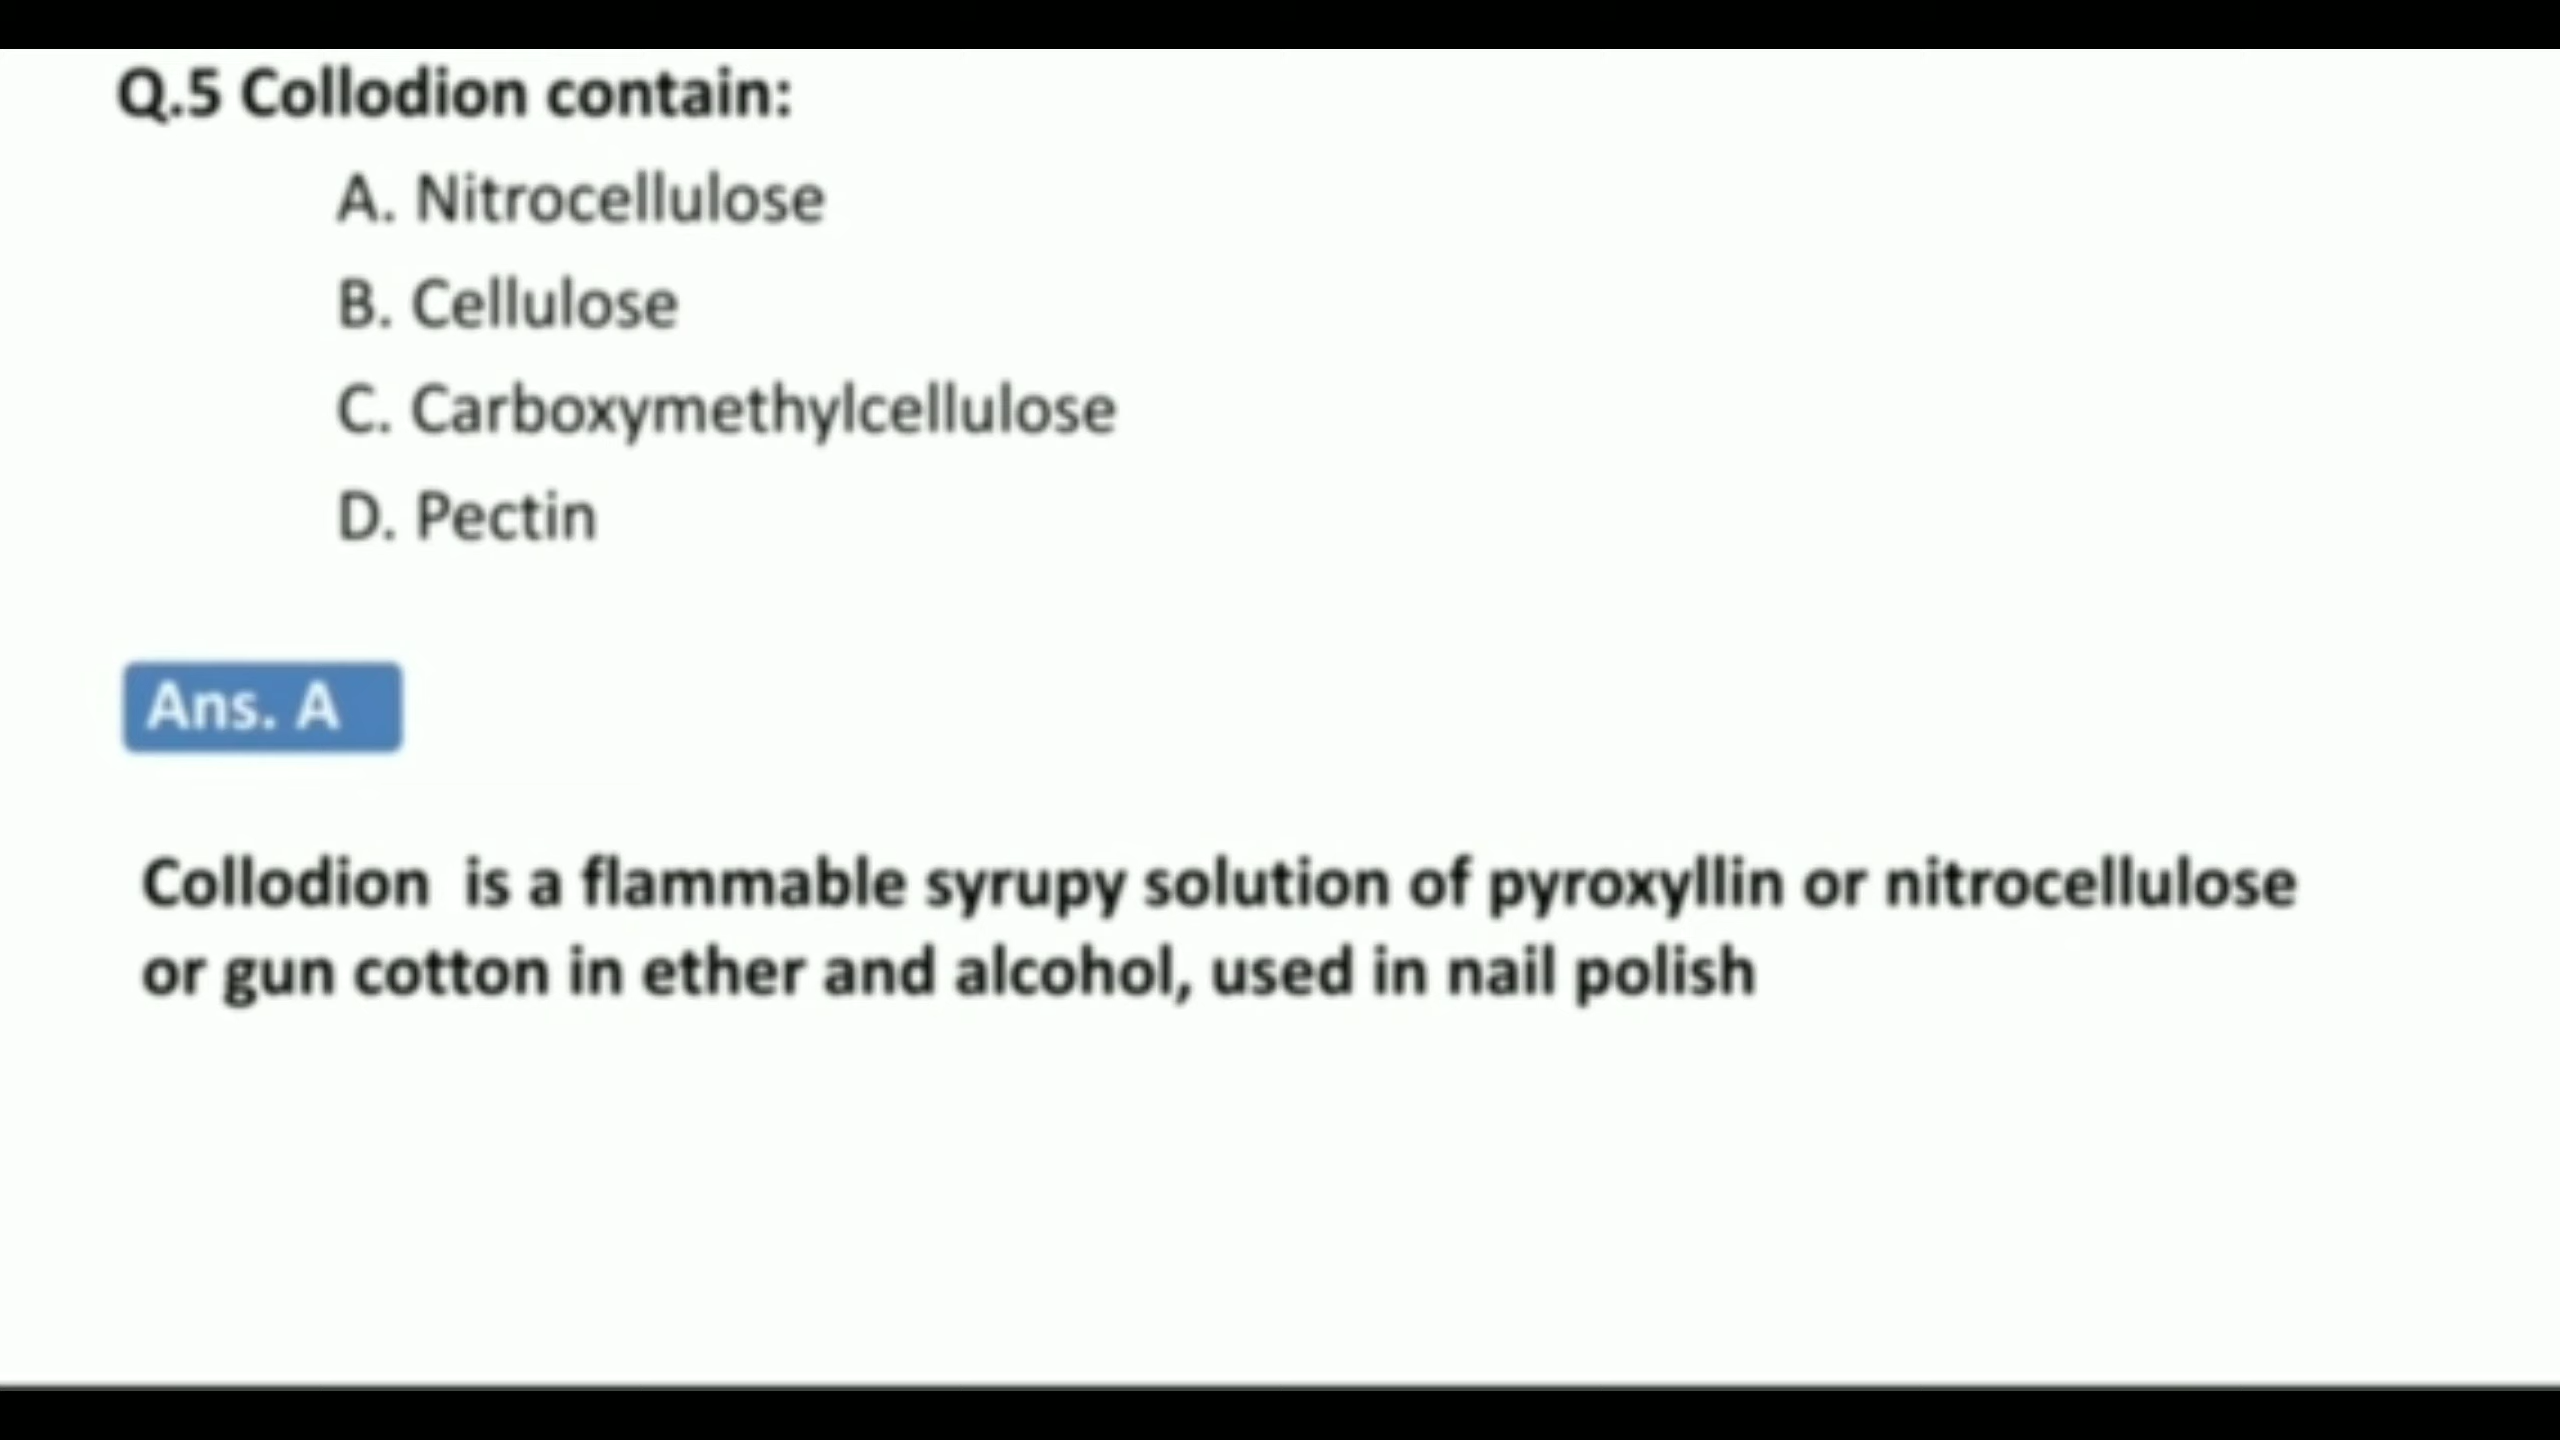 Q.5 Collodion contain:
A. Nitrocellulose
B. Cellulose
C. Carboxymethylcellulose
D. Pectin
Ans. A
Collodion is a flammable syrupy solution of pyroxyllin or nitrocellulose
or gun cotton in ether and alcohol, used in nail polish